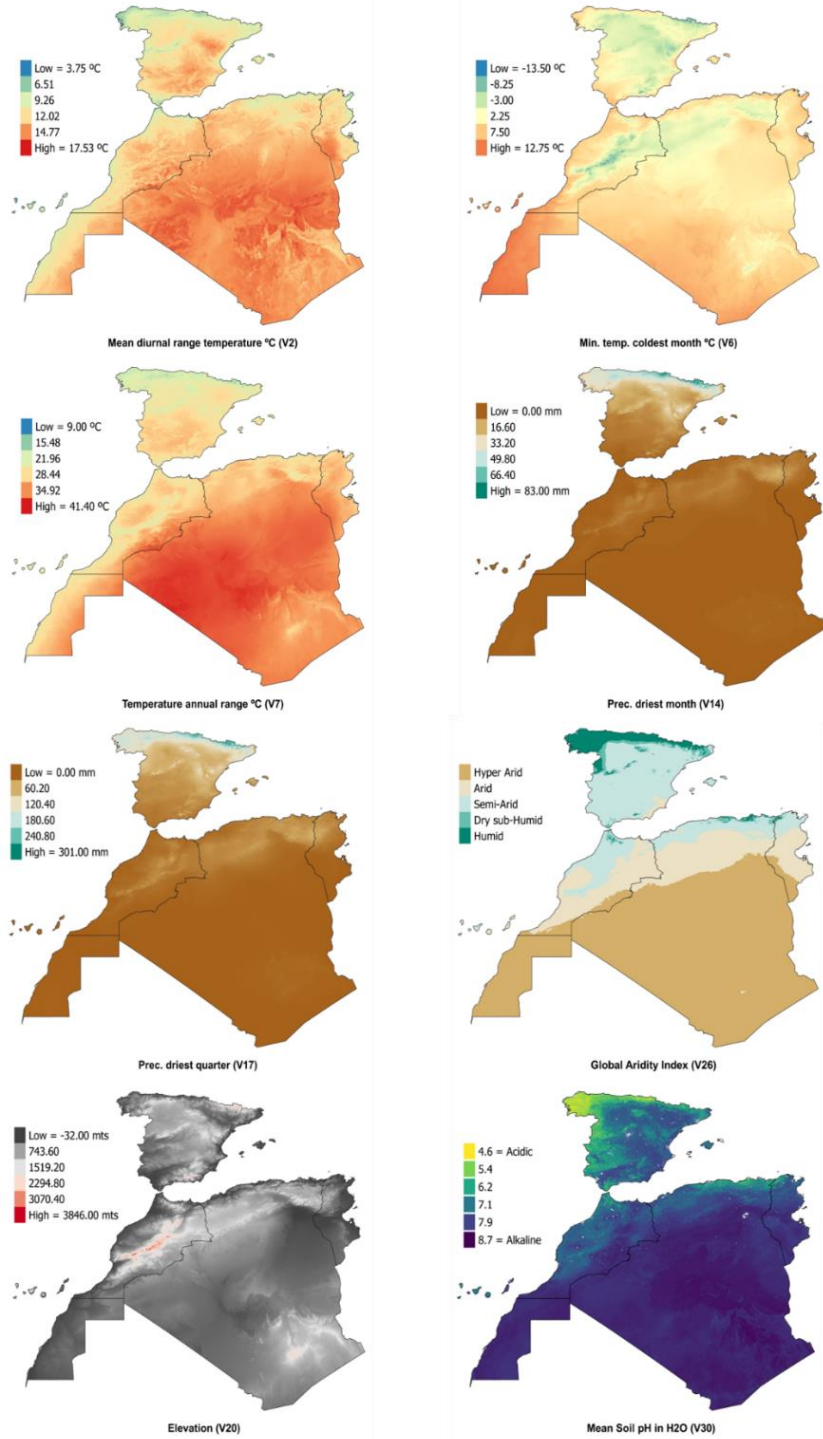 Low = 3.75 ºC
6.51
9.26
12.02
14.77
High = 17.53 ºC
Mean diurnal range temperature ºC (V2)
Low = -13.50 ºC
-8.25
-3.00
2.25
7.50
High = 12.75 ºC
Min. temp. coldest month ºC (V6)
Low = 9.00 ºC
15.48
21.96
28.44
34.92
High = 41.40 ºC
Temperature annual range ºC (V7)
Low = 0.00 mm
16.60
33.20
49.80
66.40
High = 83.00 mm
Prec. driest month (V14)
Low = 0.00 mm
60.20
120.40
180.60
240.80
High = 301.00 mm
Prec. driest quarter (V17)
Hyper Arid
Arid
Semi-Arid
Dry sub-Humid
Humid
Global Aridity Index (V26)
Low = -32.00 mts
743.60
1519.20
2294.80
3070.40
High = 3846.00 mts
Elevation (V20)
4.6 = Acidic
5.4
6.2
7.1
7.9
8.7 = Alkaline
Mean Soil pH in H2O (V30)